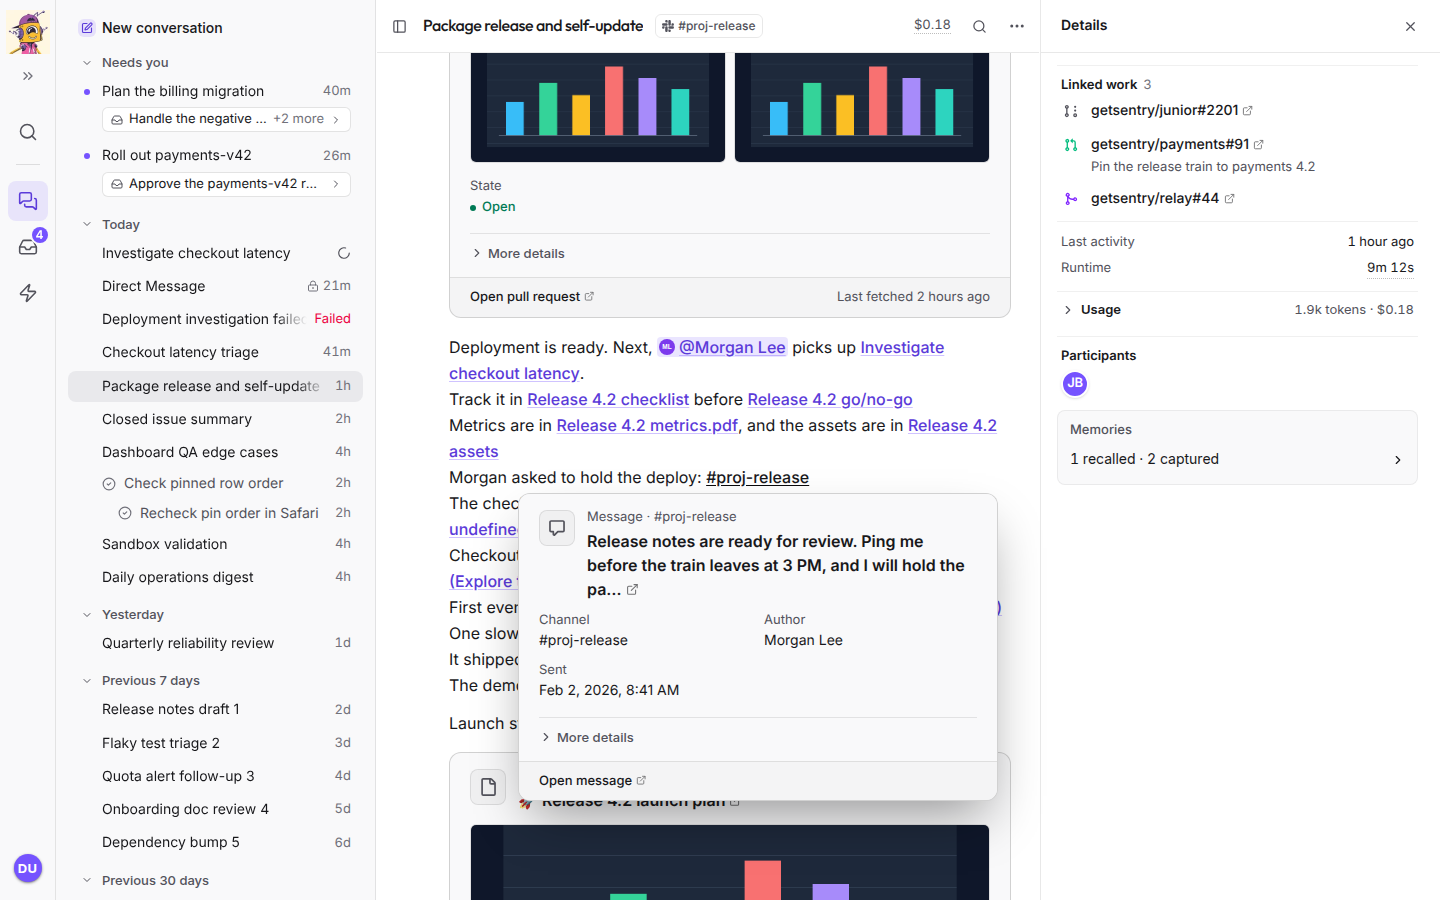 New conversation
Needs you
Plan the billing migration 40m
Handle the negative ... +2 more
Roll out payments-v42 26m
Approve the payments-v42 r...
Today
Investigate checkout latency
Direct Message 21m
Deployment investigation failed Failed
Checkout latency triage 41m
Package release and self-update 1h
Closed issue summary 2h
Dashboard QA edge cases 4h
Check pinned row order 2h
Recheck pin order in Safari 2h
Sandbox validation 4h
Daily operations digest 4h
Yesterday
Quarterly reliability review 1d
Previous 7 days
Release notes draft 1 2d
Flaky test triage 2 3d
Quota alert follow-up 3 4d
Onboarding doc review 4 5d
Dependency bump 5 6d
Previous 30 days
4
DU
Package release and self-update #proj-release $0.18
State
Open
More details
Open pull request Last fetched 2 hours ago
Deployment is ready. Next, ML @Morgan Lee picks up Investigate
checkout latency.
Track it in Release 4.2 checklist before Release 4.2 go/no-go
Metrics are in Release 4.2 metrics.pdf, and the assets are in Release 4.2
assets
Morgan asked to hold the deploy: #proj-release
The chec
undefine
Checkout
(Explore
First ever )
One slow
It shipped
The demo
Launch s
Message · #proj-release
Release notes are ready for review. Ping me
before the train leaves at 3 PM, and I will hold the
pa...
Channel Author
#proj-release Morgan Lee
Sent
Feb 2, 2026, 8:41 AM
More details
Open message
🚀 Release 4.2 launch plan
Details
Linked work 3
getsentry/junior#2201
getsentry/payments#91
Pin the release train to payments 4.2
getsentry/relay#44
Last activity 1 hour ago
Runtime 9m 12s
Usage 1.9k tokens · $0.18
Participants
JB
Memories
1 recalled · 2 captured